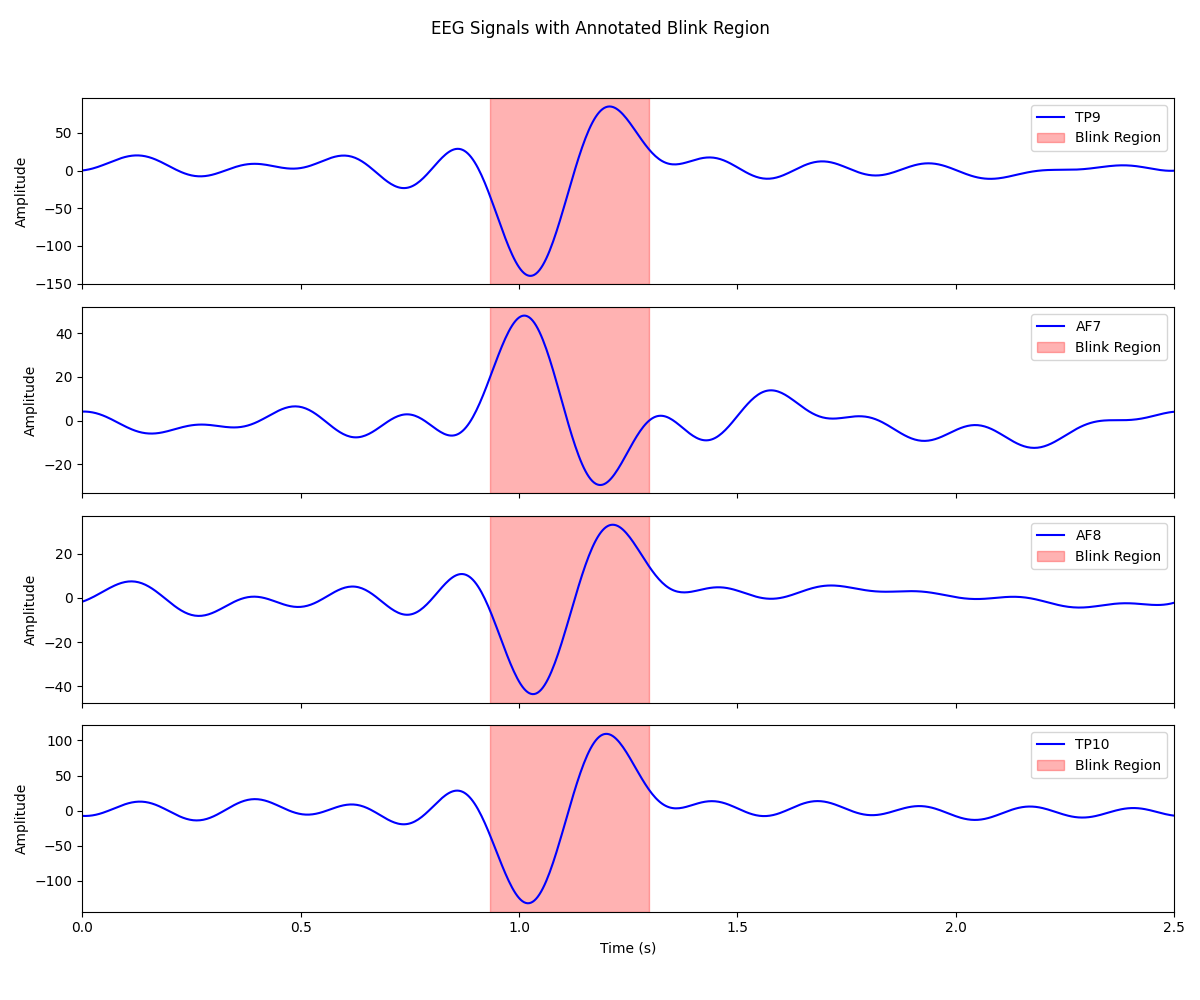 EEG Signals with Annotated Blink Region
50
0
−50
−100
−150
Amplitude
TP9
Blink Region
40
20
0
−20
Amplitude
AF7
Blink Region
20
0
−20
−40
Amplitude
AF8
Blink Region
100
50
0
−50
−100
Amplitude
TP10
Blink Region
0.0 0.5 1.0 1.5 2.0 2.5
Time (s)